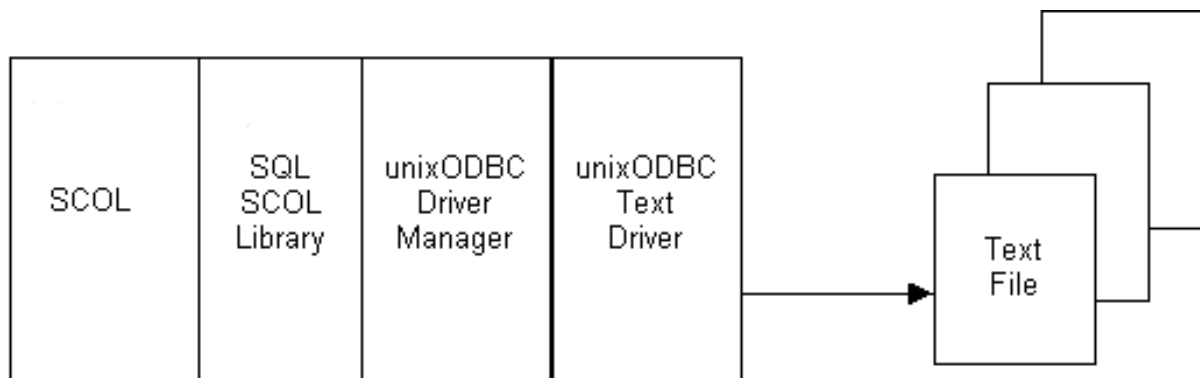 SCOL
SQL
SCOL
Library
unixODBC
Driver
Manager
unixODBC
Text
Driver
Text
File